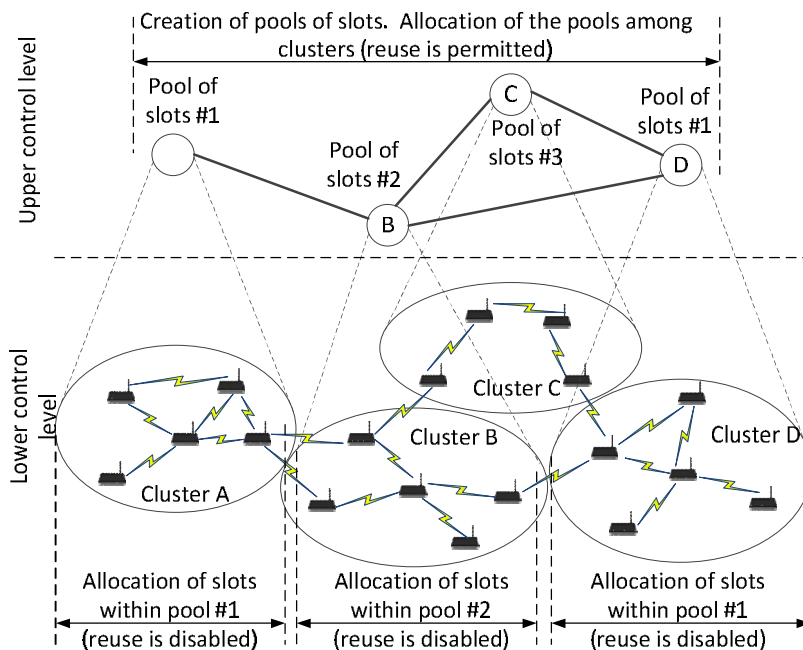 Creation of pools of slots.  Allocation of the pools among
clusters (reuse is permitted)
Upper control level
Pool of
slots #1
Pool of
slots #2
B
C
Pool of
slots #3
Pool of
slots #1
D
Lower control
level
Cluster A
Cluster B
Cluster C
Cluster D
Allocation of slots
within pool #1
(reuse is disabled)
Allocation of slots
within pool #2
(reuse is disabled)
Allocation of slots
within pool #1
(reuse is disabled)